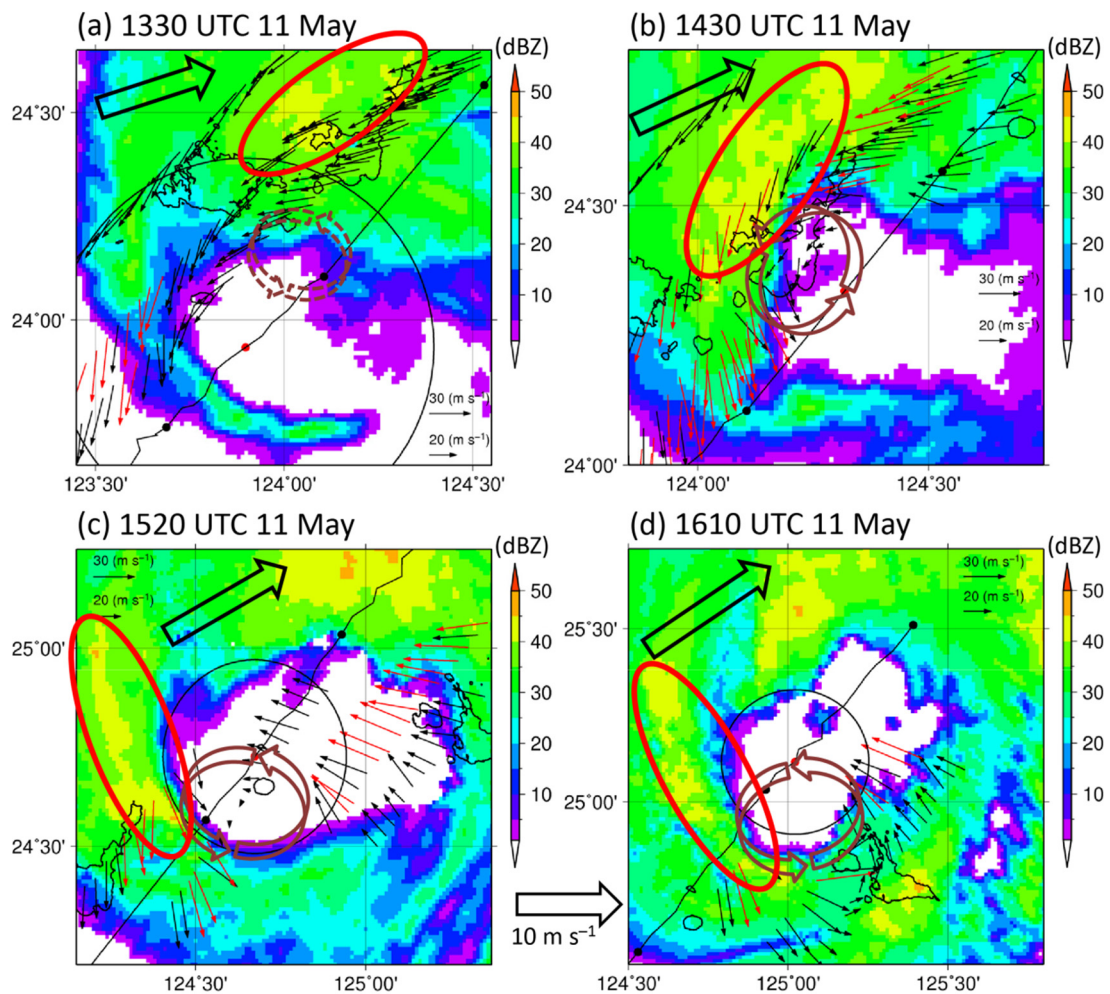 (a) 1330 UTC 11 May
(dBZ)
50
40
30
20
10
24°30'
24°00'
30 (m s⁻¹)
20 (m s⁻¹)
123°30'
124°00'
124°30'
(b) 1430 UTC 11 May
(dBZ)
50
40
30
20
10
24°30'
24°00'
30 (m s⁻¹)
20 (m s⁻¹)
124°00'
124°30'
(c) 1520 UTC 11 May
(dBZ)
50
40
30
20
10
30 (m s⁻¹)
20 (m s⁻¹)
25°00'
24°30'
124°30'
125°00'
10 m s⁻¹
(d) 1610 UTC 11 May
(dBZ)
50
40
30
20
10
30 (m s⁻¹)
20 (m s⁻¹)
25°30'
25°00'
124°30'
125°00'
125°30'